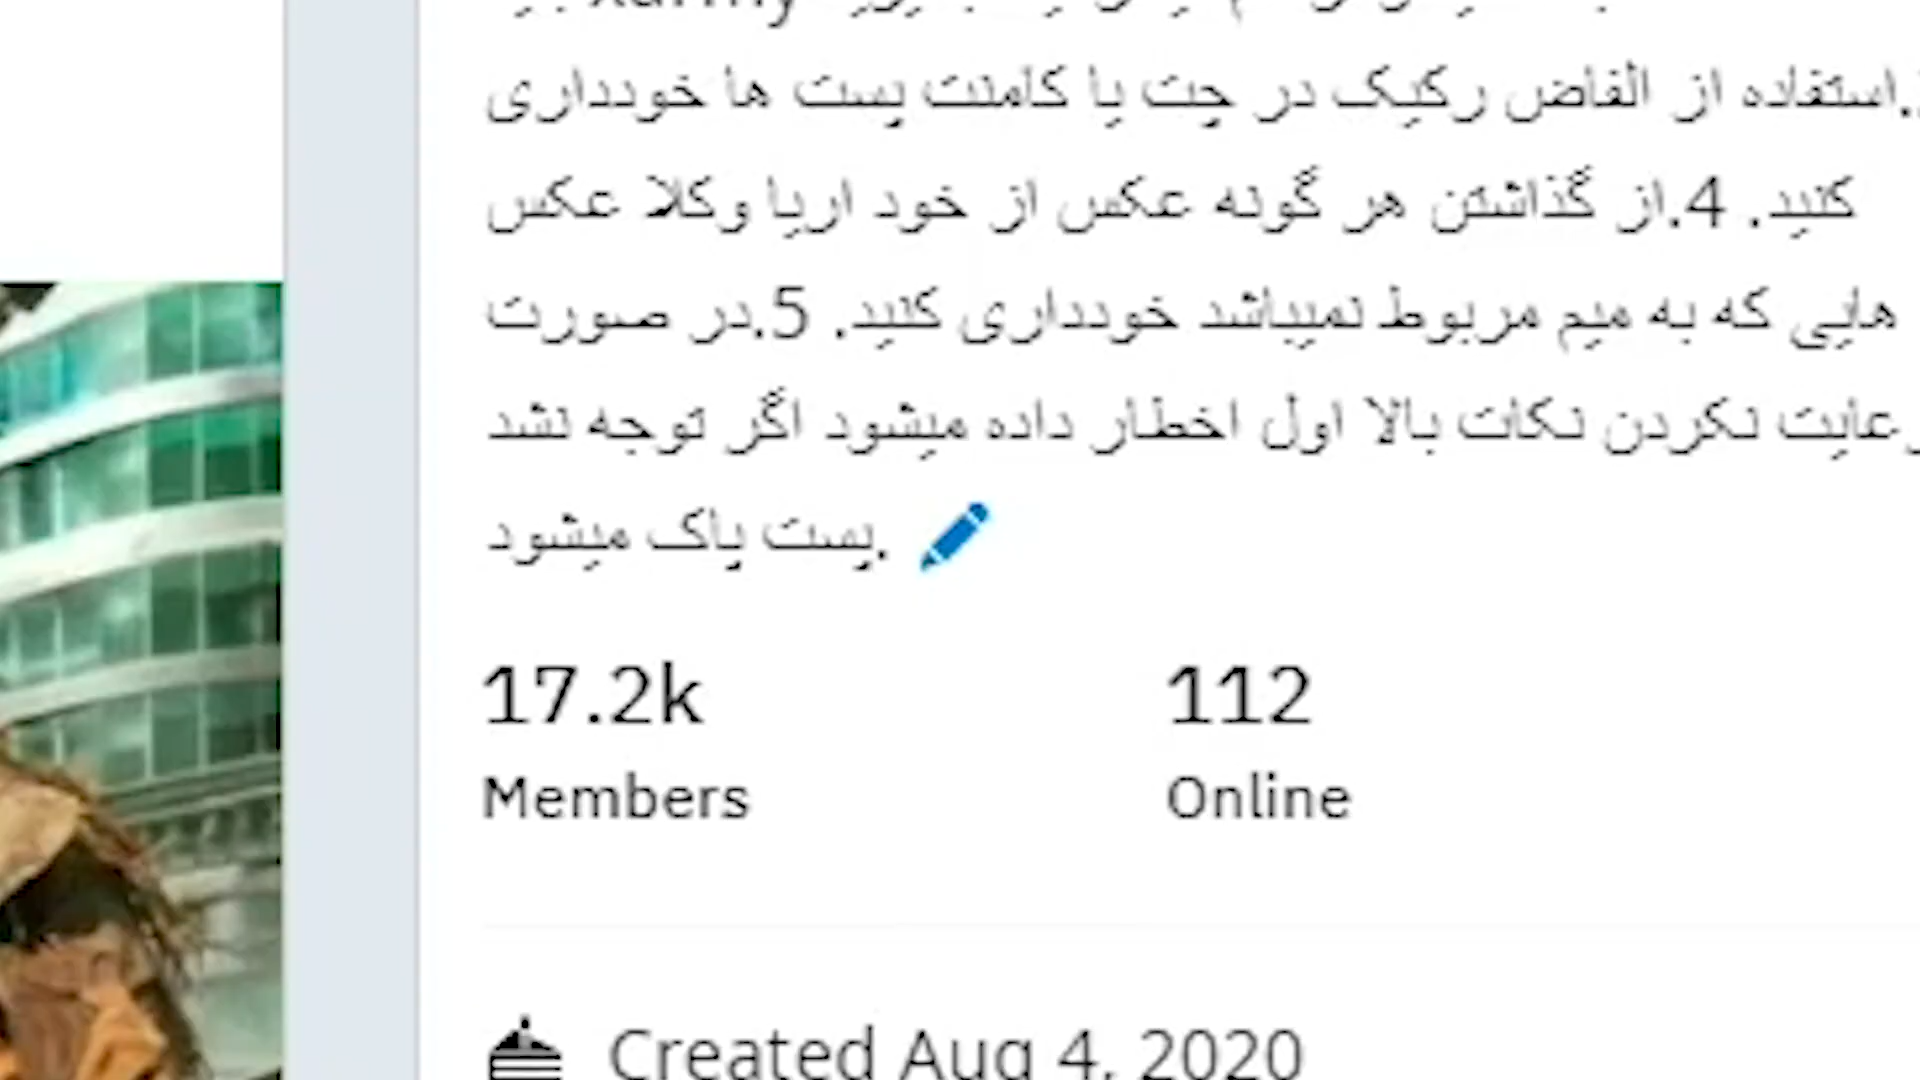 .استفاده از الفاض رکیک در چت یا کامنت پست ها خودداری
کنید. 4.از گذاشتن هر گونه عکس از خود اریا وکلا عکس
هایی که به میم مربوط نمیباشد خودداری کنید. 5.در صورت
رعایت نکردن نکات بالا اول اخطار داده میشود اگر توجه نشد
پست پاک میشود.
17.2k
112
Members
Online
Created Aug 4, 2020